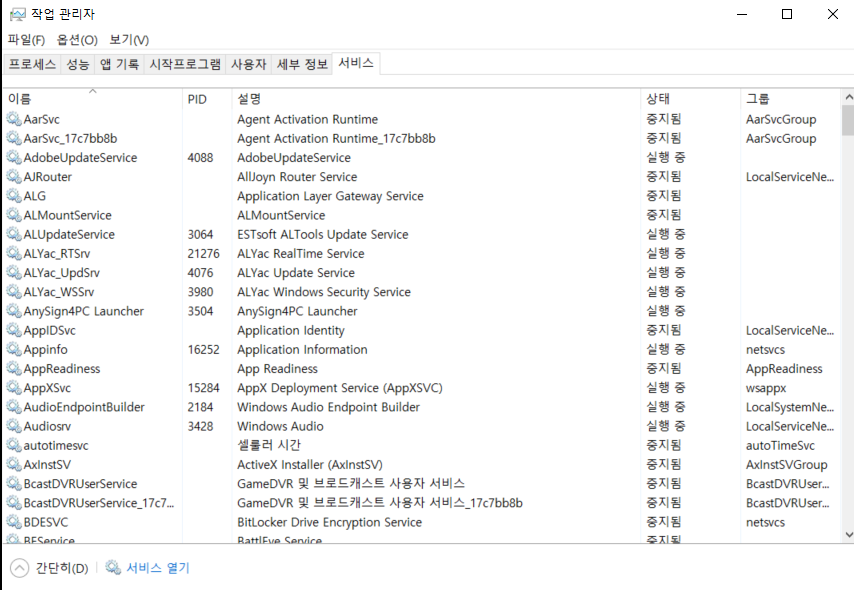 작업 관리자
파일(F) 옵션(O) 보기(V)
프로세스 성능 앱 기록 시작프로그램 사용자 세부 정보 서비스
이름 PID 설명 상태 그룹
AarSvc Agent Activation Runtime 중지됨 AarSvcGroup
AarSvc_17c7bb8b Agent Activation Runtime_17c7bb8b 중지됨 AarSvcGroup
AdobeUpdateService 4088 AdobeUpdateService 실행 중
AJRouter AllJoyn Router Service 중지됨 LocalServiceNe...
ALG Application Layer Gateway Service 중지됨
ALMountService ALMountService 중지됨
ALUpdateService 3064 ESTsoft ALTools Update Service 실행 중
ALYac_RTSrv 21276 ALYac RealTime Service 실행 중
ALYac_UpdSrv 4076 ALYac Update Service 실행 중
ALYac_WSSrv 3980 ALYac Windows Security Service 실행 중
AnySign4PC Launcher 3504 AnySign4PC Launcher 실행 중
AppIDSvc Application Identity 중지됨 LocalServiceNe...
Appinfo 16252 Application Information 실행 중 netsvcs
AppReadiness App Readiness 중지됨 AppReadiness
AppXSvc 15284 AppX Deployment Service (AppXSVC) 실행 중 wsappx
AudioEndpointBuilder 2184 Windows Audio Endpoint Builder 실행 중 LocalSystemNe...
Audiosrv 3428 Windows Audio 실행 중 LocalServiceNe...
autotimesvc 셀룰러 시간 중지됨 autoTimeSvc
AxInstSV ActiveX Installer (AxInstSV) 중지됨 AxInstSVGroup
BcastDVRUserService GameDVR 및 브로드캐스트 사용자 서비스 중지됨 BcastDVRUser...
BcastDVRUserService_17c7... GameDVR 및 브로드캐스트 사용자 서비스_17c7bb8b 중지됨 BcastDVRUser...
BDESVC BitLocker Drive Encryption Service 중지됨 netsvcs
BEService BattlEye Service 중지됨
간단히(D) 서비스 열기